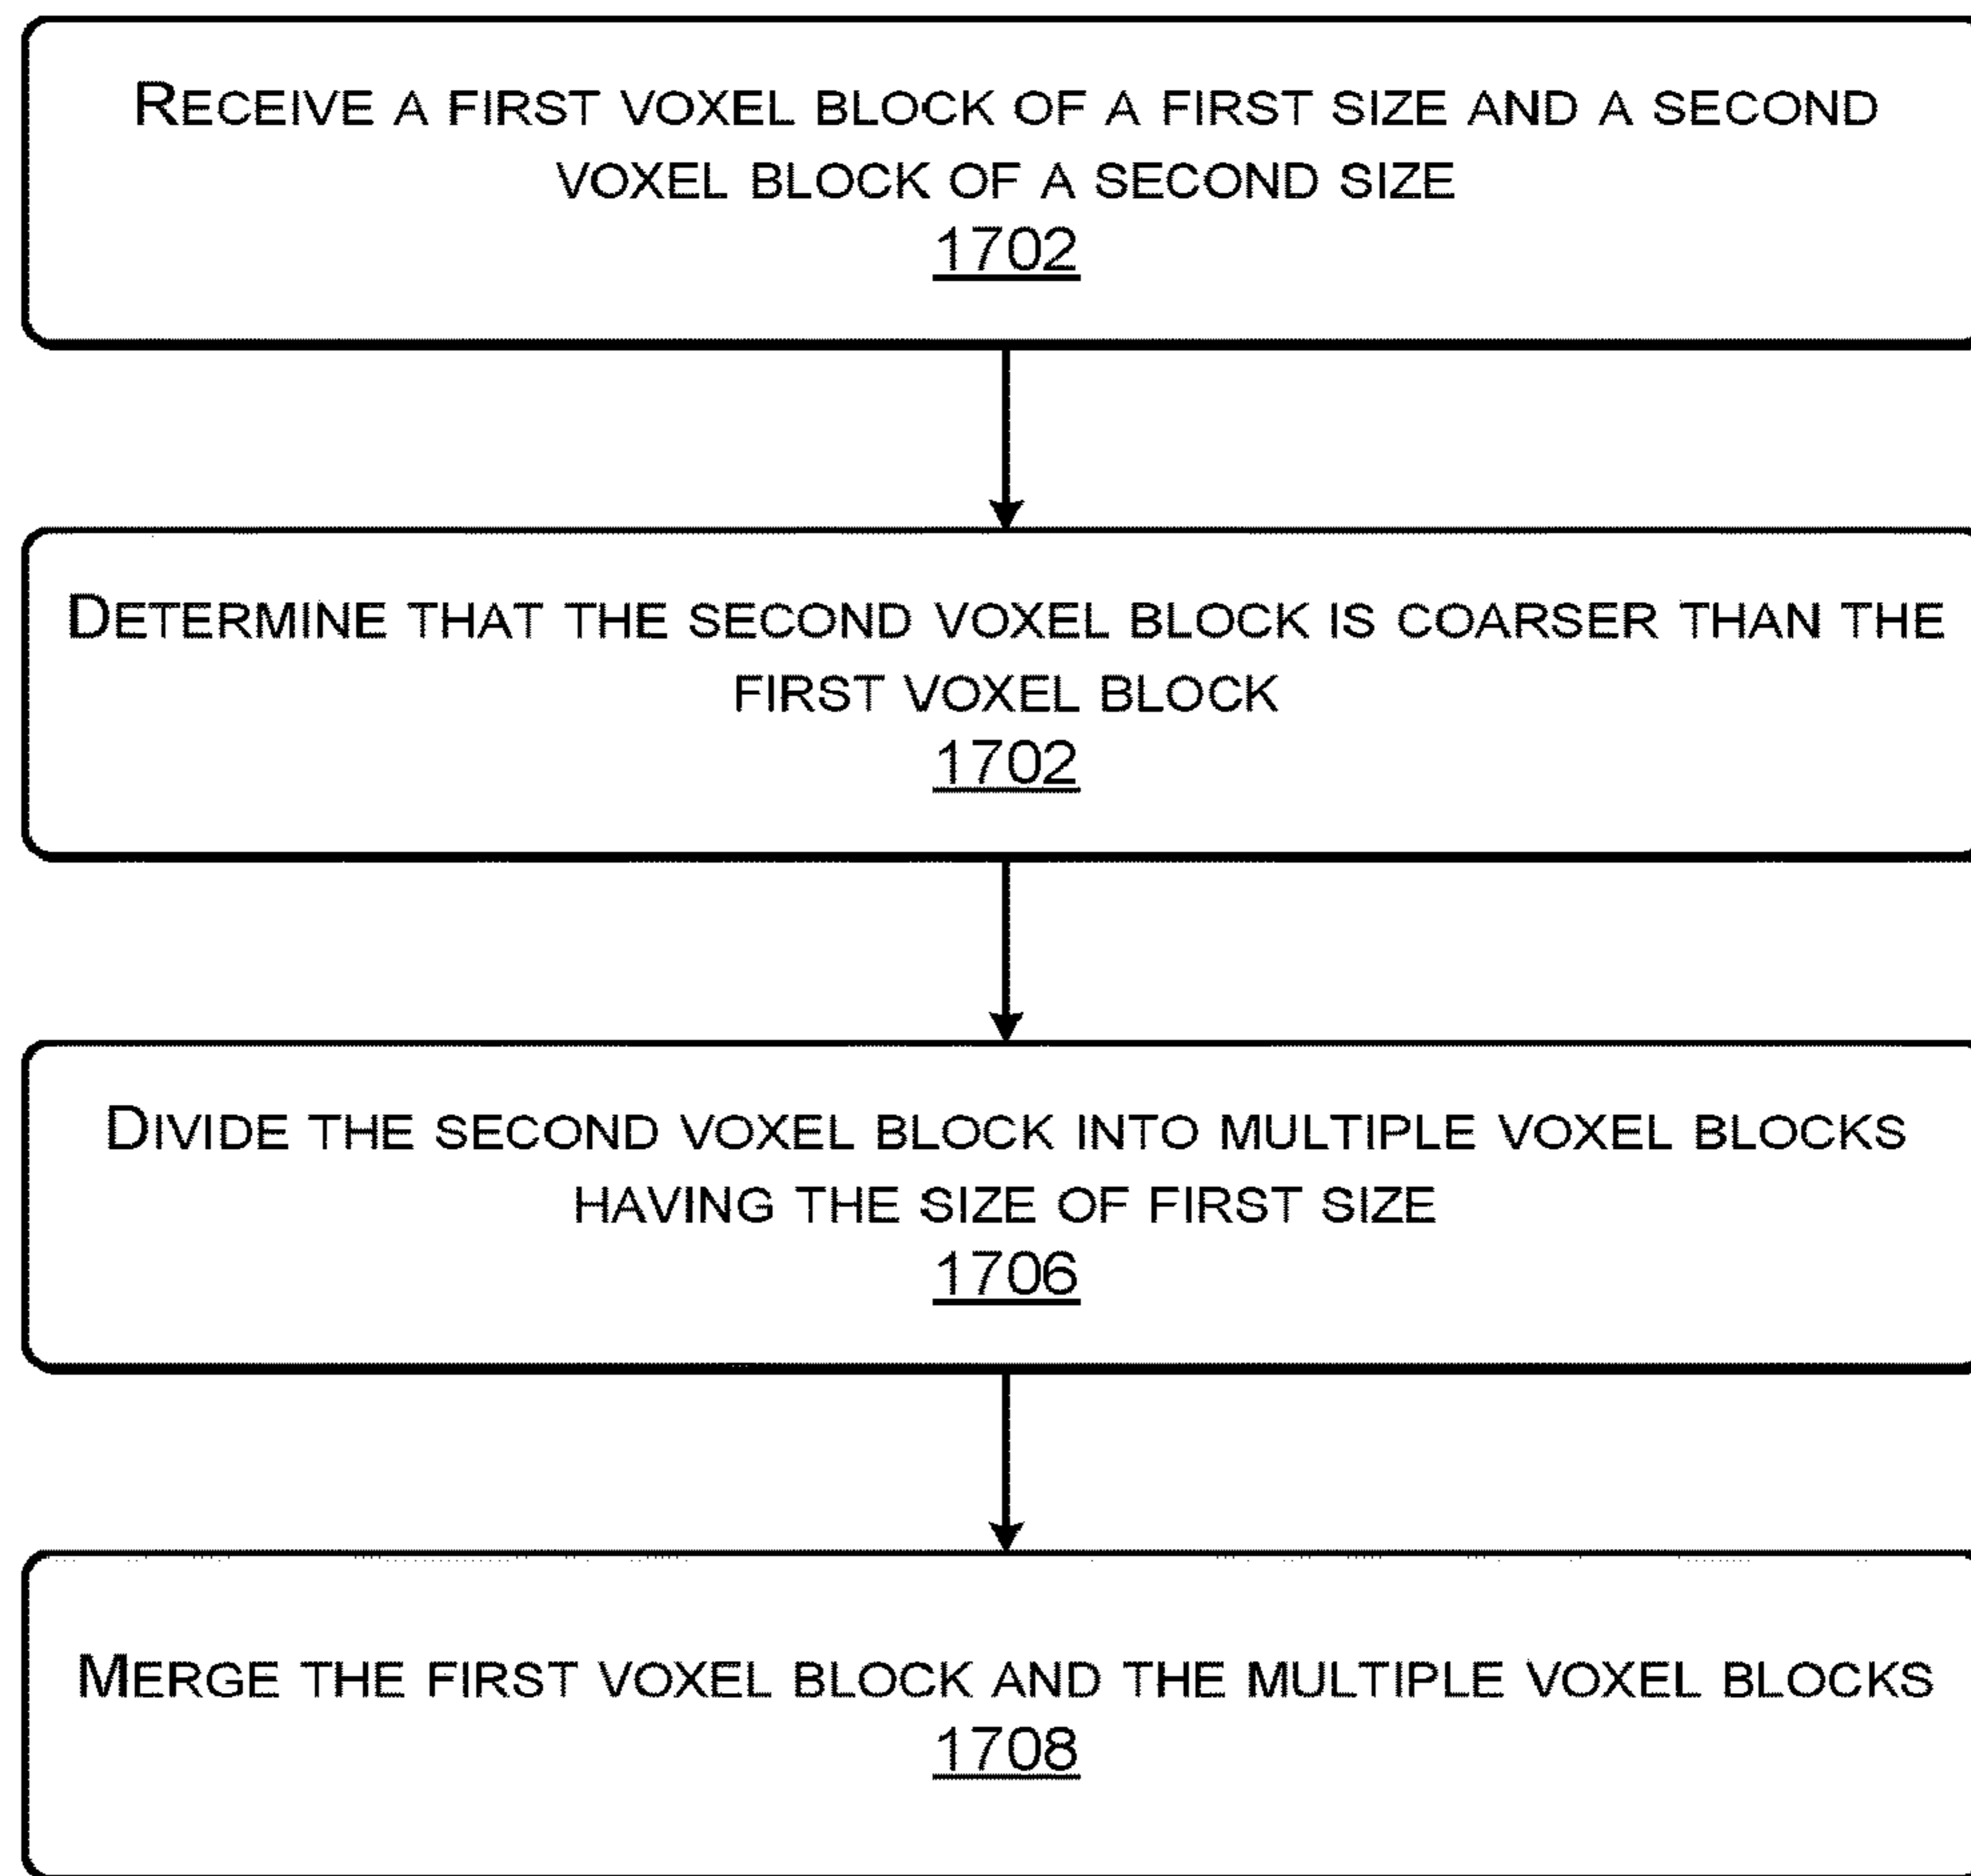 RECEIVE A FIRST VOXEL BLOCK OF A FIRST SIZE AND A SECOND
VOXEL BLOCK OF A SECOND SIZE
1702
DETERMINE THAT THE SECOND VOXEL BLOCK IS COARSER THAN THE
FIRST VOXEL BLOCK
1702
DIVIDE THE SECOND VOXEL BLOCK INTO MULTIPLE VOXEL BLOCKS
HAVING THE SIZE OF FIRST SIZE
1706
MERGE THE FIRST VOXEL BLOCK AND THE MULTIPLE VOXEL BLOCKS
1708